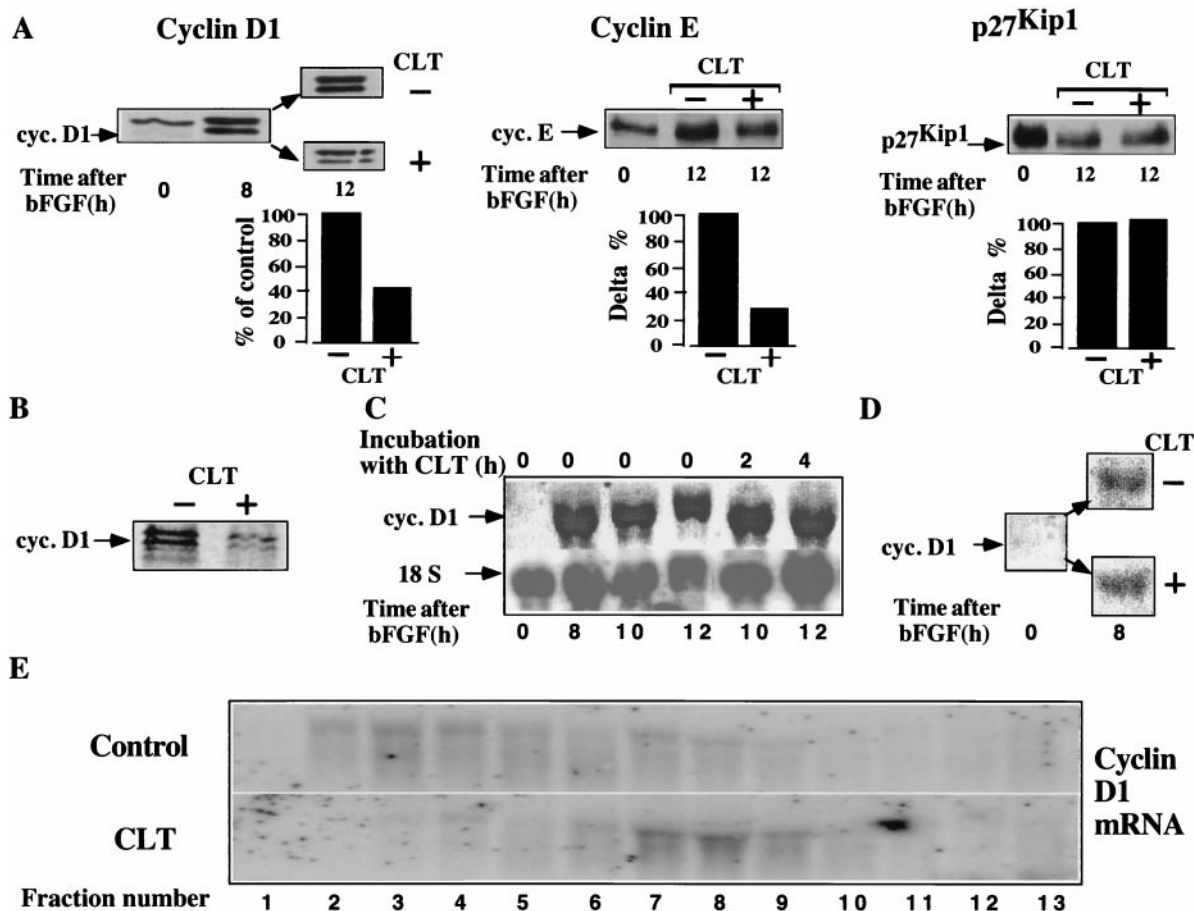 A
Cyclin D1
CLT
−
cyc. D1
+
Time after
bFGF(h)
0 8 12
% of control
100
80
60
40
20
0
− +
CLT
Cyclin E
CLT
− +
cyc. E
Time after
bFGF(h)
0 12 12
Delta %
100
80
60
40
20
0
− +
CLT
p27Kip1
CLT
− +
p27Kip1
Time after
bFGF(h)
0 12 12
Delta %
100
80
60
40
20
0
− +
CLT
B
CLT
− +
cyc. D1
C
Incubation
with CLT (h) 0 0 0 0 2 4
cyc. D1
18 S
Time after
bFGF(h) 0 8 10 12 10 12
D
CLT
−
cyc. D1
+
Time after
bFGF(h) 0 8
E
Control
CLT
Cyclin
D1
mRNA
Fraction number 1 2 3 4 5 6 7 8 9 10 11 12 13